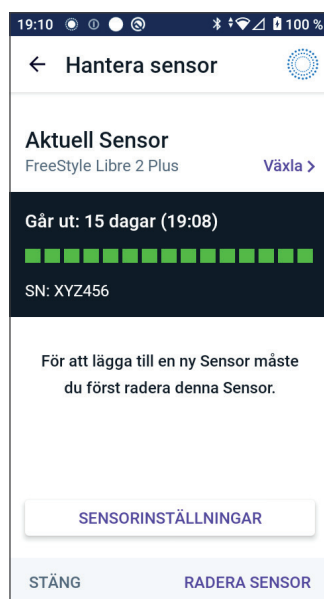 19:10 100 %
Hantera sensor
Aktuell Sensor
FreeStyle Libre 2 Plus Växla >
Går ut: 15 dagar (19:08)
SN: XYZ456
För att lägga till en ny Sensor måste
du först radera denna Sensor.
SENSORINSTÄLLNINGAR
STÄNG RADERA SENSOR